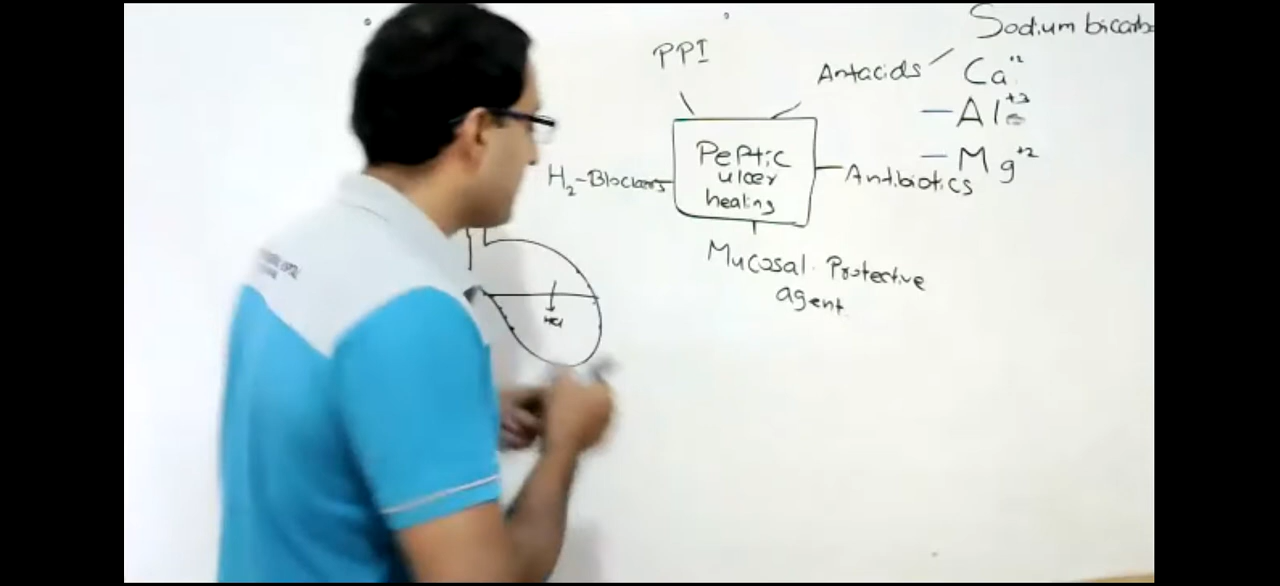 Sodium bicarb
PPI
Antacids
Ca+2
Al+3
Mg+2
Peptic
ulcer
healing
H2-Blockers
Antibiotics
Mucosal Protective
agent
HCl